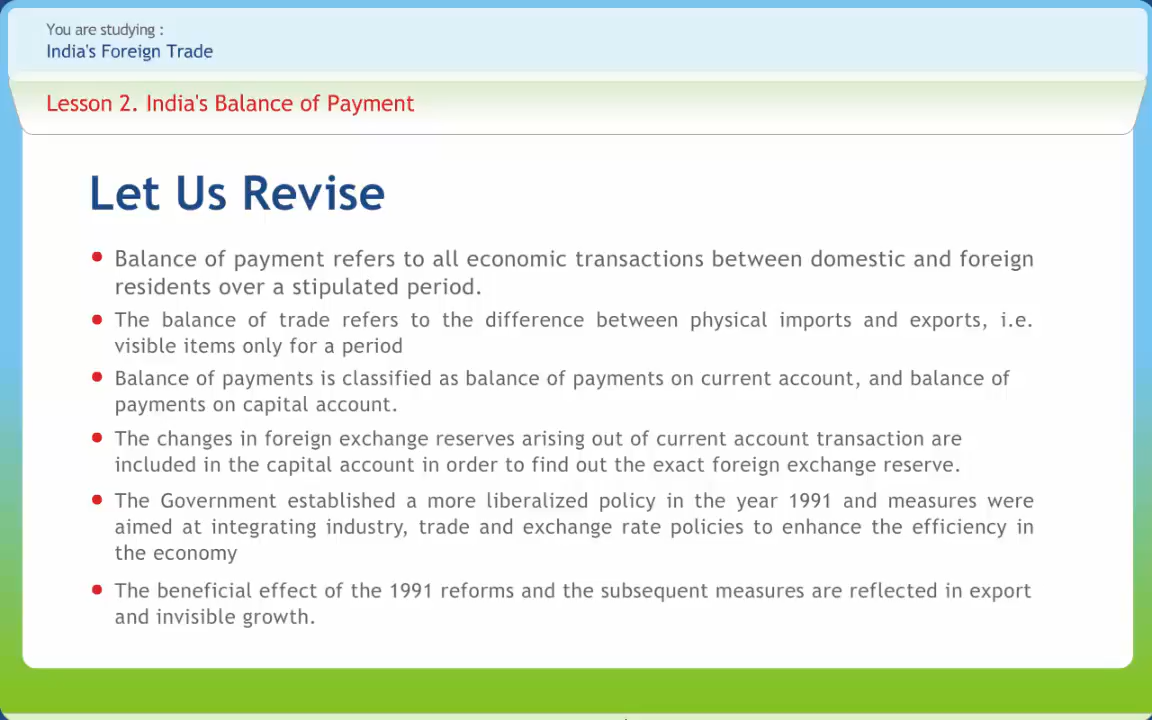 You are studying :
India's Foreign Trade
Lesson 2. India's Balance of Payment
Let Us Revise
Balance of payment refers to all economic transactions between domestic and foreign
residents over a stipulated period.
The balance of trade refers to the difference between physical imports and exports, i.e.
visible items only for a period
Balance of payments is classified as balance of payments on current account, and balance of
payments on capital account.
The changes in foreign exchange reserves arising out of current account transaction are
included in the capital account in order to find out the exact foreign exchange reserve.
The Government established a more liberalized policy in the year 1991 and measures were
aimed at integrating industry, trade and exchange rate policies to enhance the efficiency in
the economy
The beneficial effect of the 1991 reforms and the subsequent measures are reflected in export
and invisible growth.